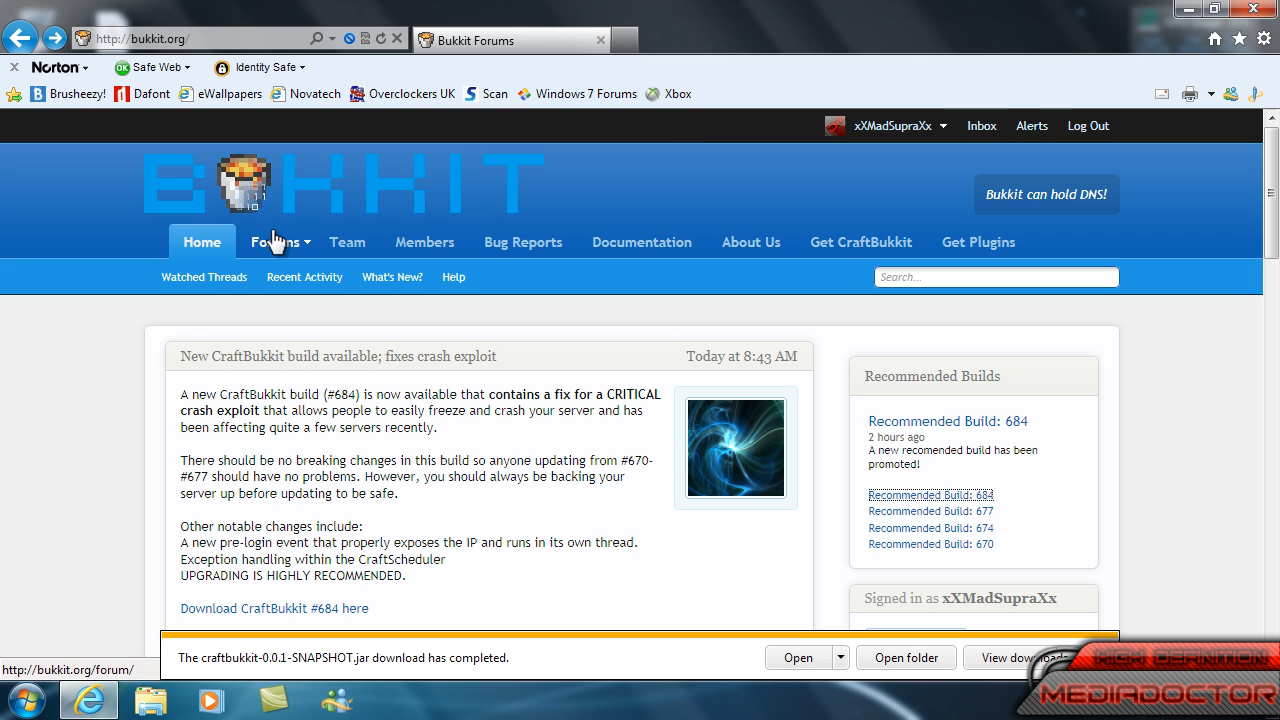 http://bukkit.org/
Bukkit Forums
Norton
OK Safe Web
Identity Safe
Brusheezy!
Dafont
eWallpapers
Novatech
Overclockers UK
Scan
Windows 7 Forums
Xbox
xXMadSupraXx
Inbox
Alerts
Log Out
BUKKIT
Bukkit can hold DNS!
Home
Forums
Team
Members
Bug Reports
Documentation
About Us
Get CraftBukkit
Get Plugins
Watched Threads
Recent Activity
What's New?
Help
Search...
New CraftBukkit build available; fixes crash exploit
Today at 8:43 AM
A new CraftBukkit build (#684) is now available that contains a fix for a CRITICAL
crash exploit that allows people to easily freeze and crash your server and has
been affecting quite a few servers recently.
There should be no breaking changes in this build so anyone updating from #670-
#677 should have no problems. However, you should always be backing your
server up before updating to be safe.
Other notable changes include:
A new pre-login event that properly exposes the IP and runs in its own thread.
Exception handling within the CraftScheduler
UPGRADING IS HIGHLY RECOMMENDED.
Download CraftBukkit #684 here
Recommended Builds
Recommended Build: 684
2 hours ago
A new recomended build has been
promoted!
Recommended Build: 684
Recommended Build: 677
Recommended Build: 674
Recommended Build: 670
Signed in as xXMadSupraXx
The craftbukkit-0.0.1-SNAPSHOT.jar download has completed.
Open
Open folder
View downloads
http://bukkit.org/forum/
HIGH DEFINITION
MEDIADOCTOR